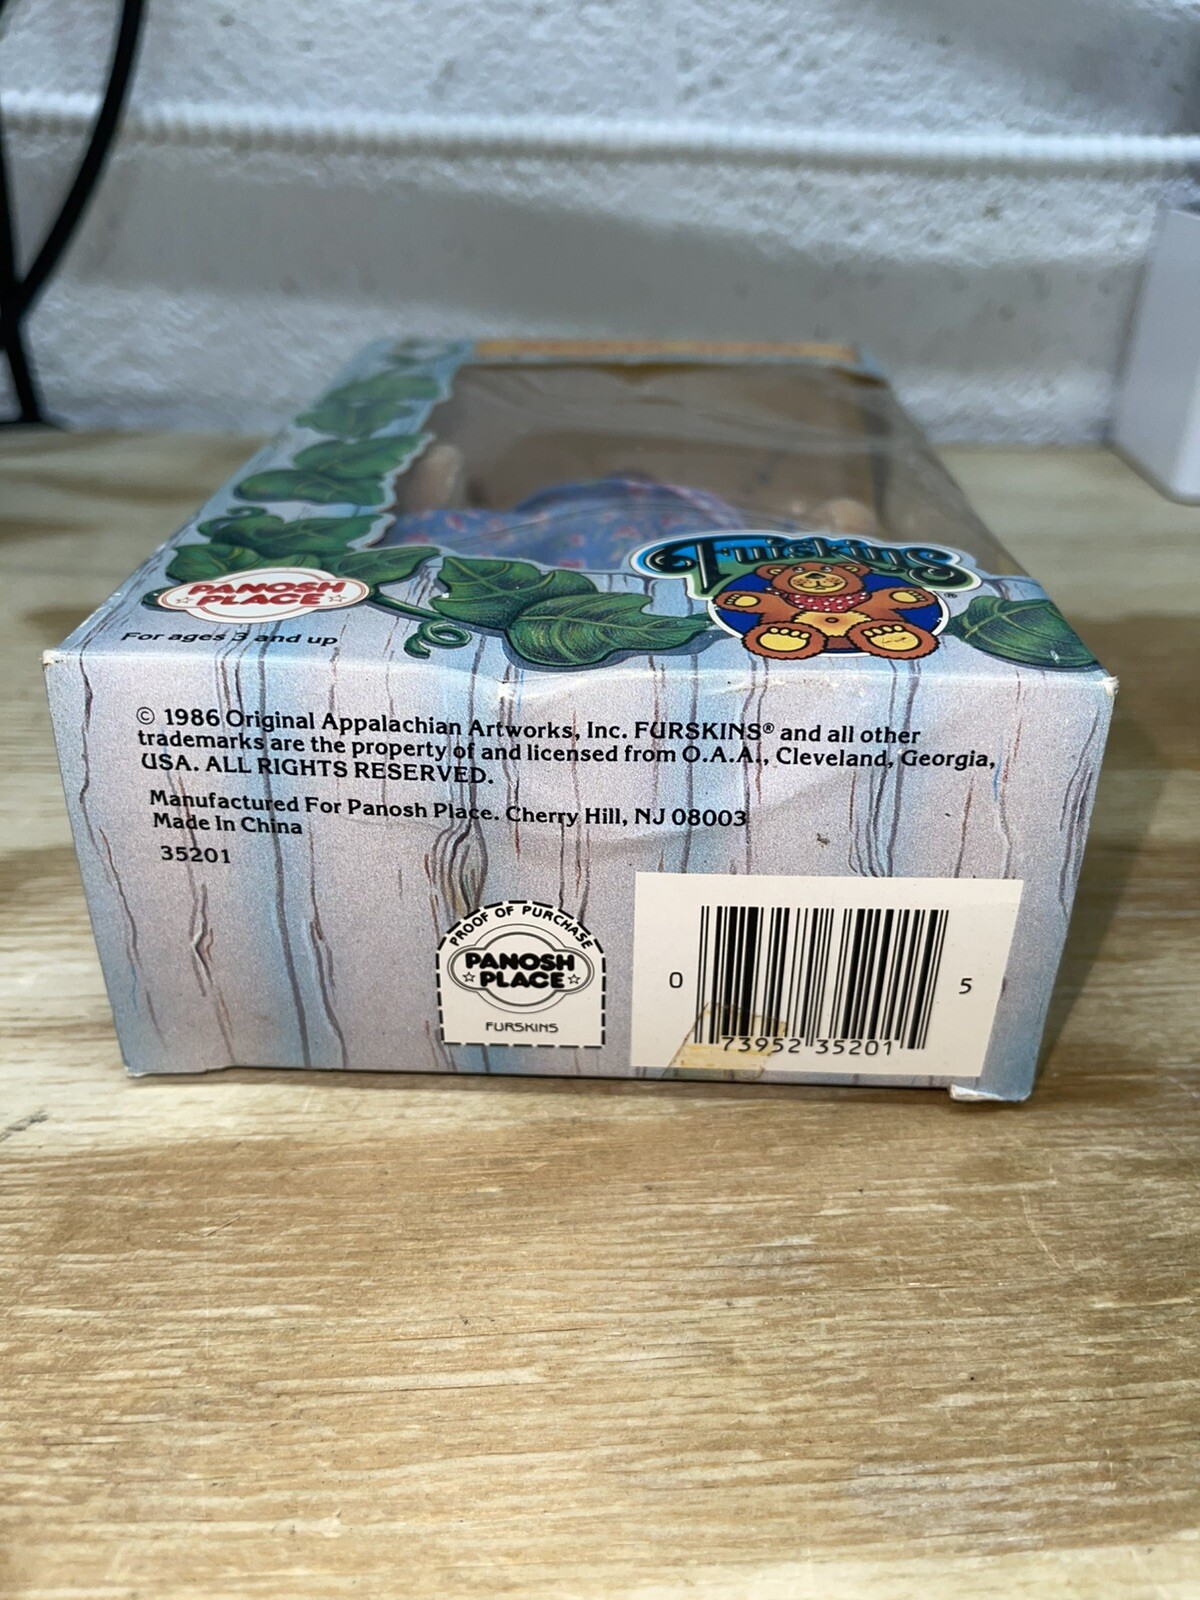 Furskins®
PANOSH
PLACE
For ages 3 and up
© 1986 Original Appalachian Artworks, Inc. FURSKINS® and all other
trademarks are the property of and licensed from O.A.A., Cleveland, Georgia,
USA. ALL RIGHTS RESERVED.
Manufactured For Panosh Place. Cherry Hill, NJ 08003
Made In China
35201
PROOF OF PURCHASE
PANOSH
PLACE
FURSKINS
0 73952 35201 5